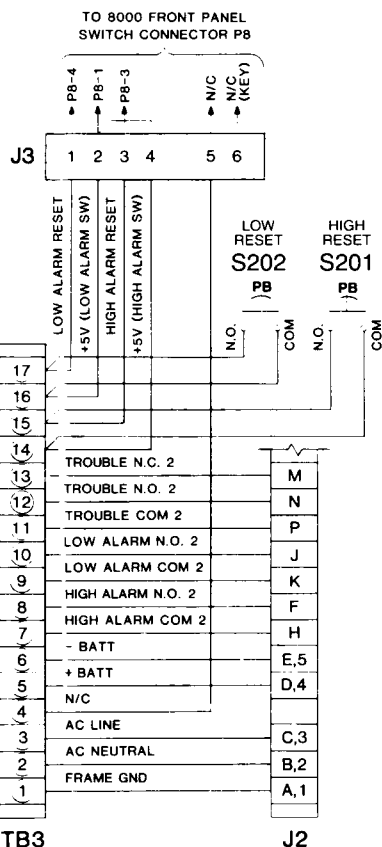 TO 8000 FRONT PANEL
SWITCH CONNECTOR P8
P8-4
P8-1
P8-3
N/C
N/C
(KEY)
J3
1 2 3 4 5 6
LOW ALARM RESET
+5V (LOW ALARM SW)
HIGH ALARM RESET
+5V (HIGH ALARM SW)
LOW
RESET
S202
PB
HIGH
RESET
S201
PB
N.O.
COM
N.O.
COM
17
16
15
14
TROUBLE N.C. 2
13
M
TROUBLE N.O. 2
12
N
TROUBLE COM 2
11
P
LOW ALARM N.O. 2
10
J
LOW ALARM COM 2
9
K
HIGH ALARM N.O. 2
8
F
HIGH ALARM COM 2
7
H
- BATT
6
E,5
+ BATT
5
D,4
N/C
4
AC LINE
3
C,3
AC NEUTRAL
2
B,2
FRAME GND
1
A,1
TB3
J2